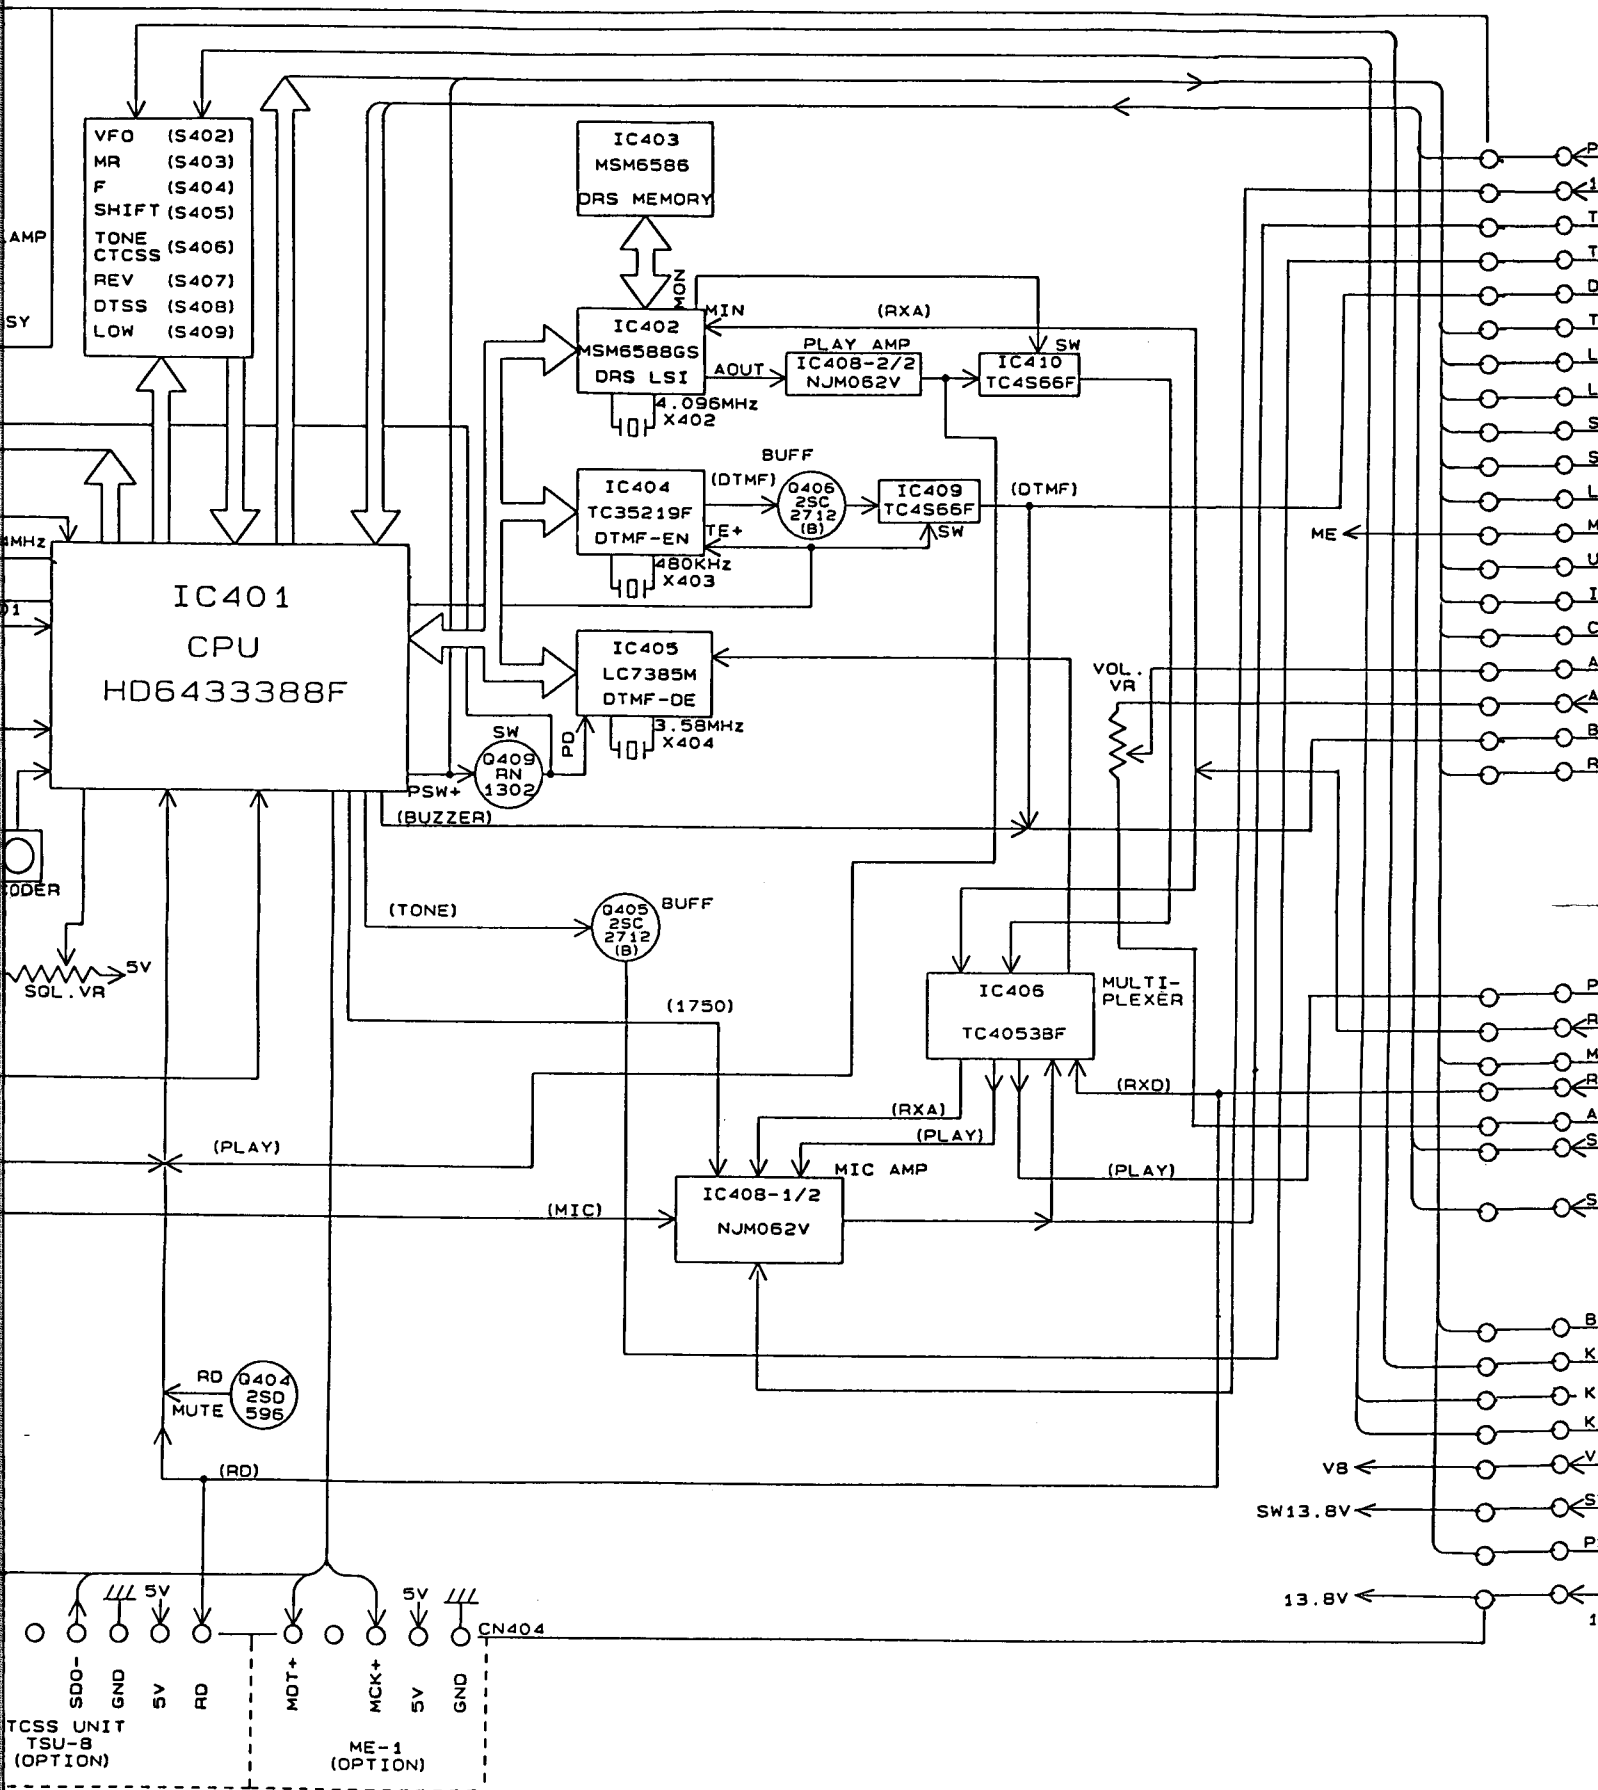 VFO (S402)
MR (S403)
F (S404)
SHIFT (S405)
TONE
CTCSS (S406)
REV (S407)
DTSS (S408)
LOW (S409)
AMP
SY
IC403
MSM6586
DRS MEMORY
MON
MIN
(RXA)
IC402
MSM6588GS
DRS LSI
AOUT
4.096MHz
X402
PLAY AMP
IC408-2/2
NJM062V
SW
IC410
TC4S66F
BUFF
IC404
TC35219F
DTMF-EN
(DTMF)
TE+
480KHz
X403
Q406
2SC
2712
(B)
IC409
TC4S66F
SW
(DTMF)
ME
MHz
IC401
CPU
HD6433388F
IC405
LC7385M
DTMF-DE
3.58MHz
X404
PD
SW
Q409
RN
1302
PSW+
(BUZZER)
VOL.
VR
ODER
SQL.VR
5V
(TONE)
Q405
2SC
2712
(B)
BUFF
(1750)
IC406
TC4053BF
MULTI-
PLEXER
(RXD)
(RXA)
(PLAY)
(PLAY)
(PLAY)
MIC AMP
(MIC)
IC408-1/2
NJM062V
RD
MUTE
Q404
2SD
596
(RD)
V8
SW13.8V
13.8V
P
1
T
T
D
T
L
L
S
S
L
M
U
I
C
A
A
B
R
P
R
M
R
A
S
S
B
K
K
K
V
S
P
1
5V
5V
CN404
SDO-
GND
5V
RD
MDT+
MCK+
5V
GND
TCSS UNIT
TSU-8
(OPTION)
ME-1
(OPTION)